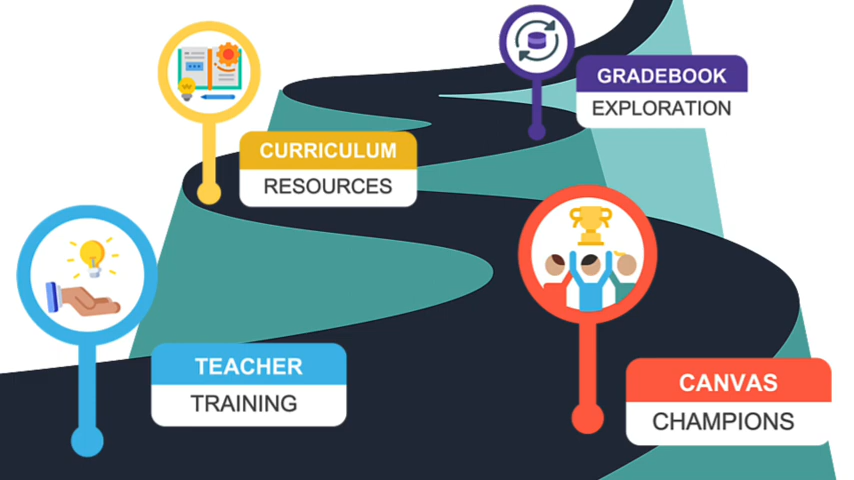 GRADEBOOK
EXPLORATION
CURRICULUM
RESOURCES
TEACHER
TRAINING
CANVAS
CHAMPIONS